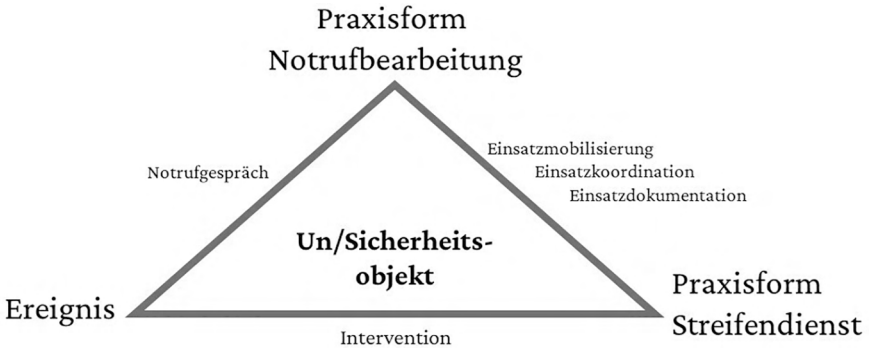 Praxisform
Notrufbearbeitung
Notrufgespräch
Einsatzmobilisierung
Einsatzkoordination
Einsatzdokumentation
Un/Sicherheits-
objekt
Ereignis
Praxisform
Streifendienst
Intervention